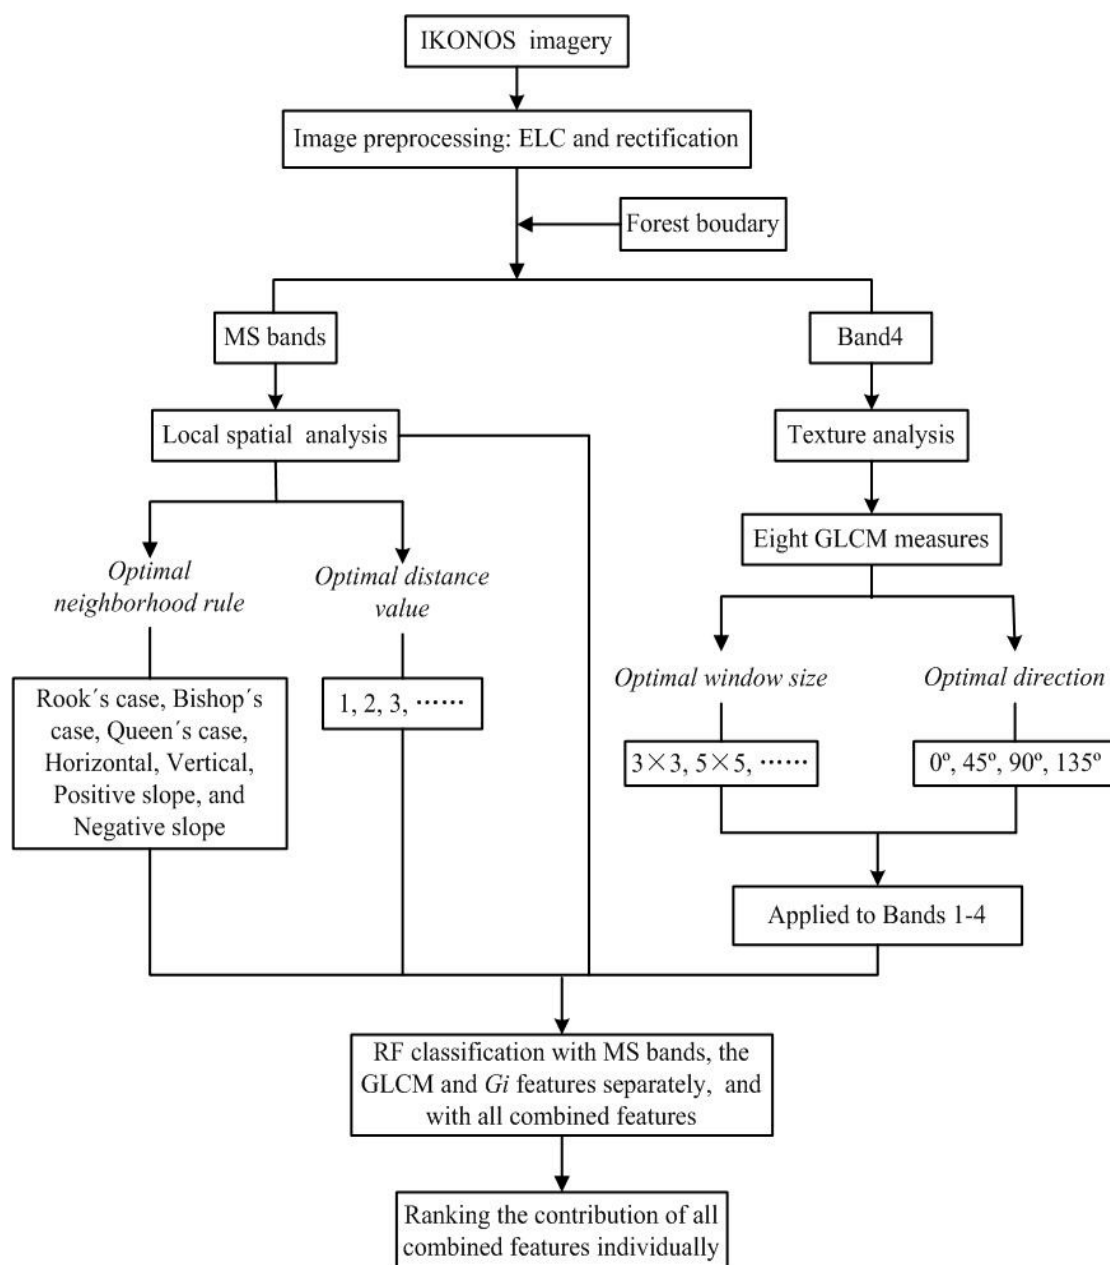 IKONOS imagery
Image preprocessing: ELC and rectification
Forest boudary
MS bands
Band4
Local spatial analysis
Texture analysis
Eight GLCM measures
Optimal
neighborhood rule
Optimal distance
value
Optimal window size
Optimal direction
Rook´s case, Bishop´s
case, Queen´s case,
Horizontal, Vertical,
Positive slope, and
Negative slope
1, 2, 3, ……
3×3, 5×5, ……
0º, 45º, 90º, 135º
Applied to Bands 1-4
RF classification with MS bands, the
GLCM and Gi features separately, and
with all combined features
Ranking the contribution of all
combined features individually